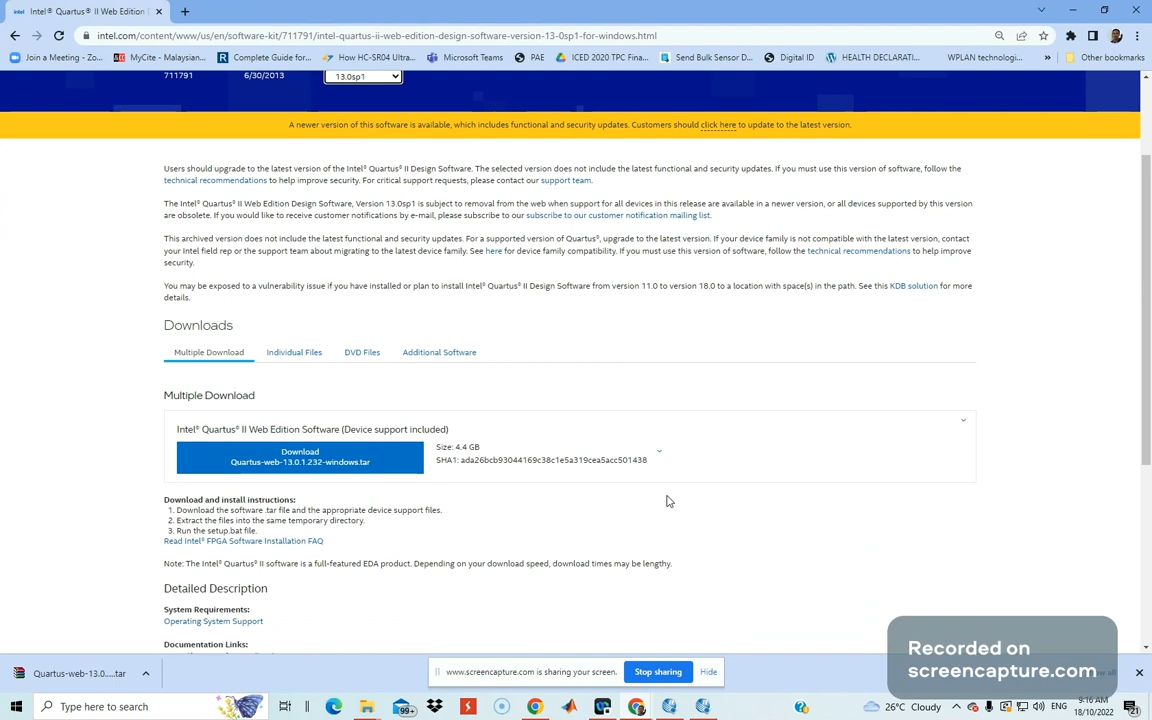 intel.
Intel® Quartus® II Web Edition
intel.com/content/www/us/en/software-kit/711791/intel-quartus-ii-web-edition-design-software-version-13-0sp1-for-windows.html
Join a Meeting - Zo...
MyCite - Malaysian...
Complete Guide for...
How HC-SR04 Ultra...
Microsoft Teams
PAE
ICED 2020 TPC Fina...
Send Bulk Sensor D...
Digital ID
HEALTH DECLARATI...
WPLAN technologi...
»
Other bookmarks
711791
6/30/2013
13.0sp1
A newer version of this software is available, which includes functional and security updates. Customers should click here to update to the latest version.
Users should upgrade to the latest version of the Intel® Quartus® II Design Software. The selected version does not include the latest functional and security updates. If you must use this version of software, follow the
technical recommendations to help improve security. For critical support requests, please contact our support team.
The Intel® Quartus® II Web Edition Design Software, Version 13.0sp1 is subject to removal from the web when support for all devices in this release are available in a newer version, or all devices supported by this version
are obsolete. If you would like to receive customer notifications by e-mail, please subscribe to our subscribe to our customer notification mailing list.
This archived version does not include the latest functional and security updates. For a supported version of Quartus®, upgrade to the latest version. If your device family is not compatible with the latest version, contact
your Intel field rep or the support team about migrating to the latest device family. See here for device family compatibility. If you must use this version of software, follow the technical recommendations to help improve
security.
You may be exposed to a vulnerability issue if you have installed or plan to install Intel® Quartus® II Design Software from version 11.0 to version 18.0 to a location with space(s) in the path. See this KDB solution for more
details.
Downloads
Multiple Download
Individual Files
DVD Files
Additional Software
Multiple Download
Intel® Quartus® II Web Edition Software (Device support included)
Download
Quartus-web-13.0.1.232-windows.tar
Size: 4.4 GB
SHA1: ada26bcb93044169c38c1e5a319cea5acc501438
Download and install instructions:
1. Download the software .tar file and the appropriate device support files.
2. Extract the files into the same temporary directory.
3. Run the setup.bat file.
Read Intel® FPGA Software Installation FAQ
Note: The Intel® Quartus® II software is a full-featured EDA product. Depending on your download speed, download times may be lengthy.
Detailed Description
System Requirements:
Operating System Support
Documentation Links:
Recorded on
screencapture.com
Quartus-web-13.0.....tar
www.screencapture.com is sharing your screen.
Stop sharing
Hide
Type here to search
99+
26°C Cloudy
ENG
9:16 AM
18/10/2022
21